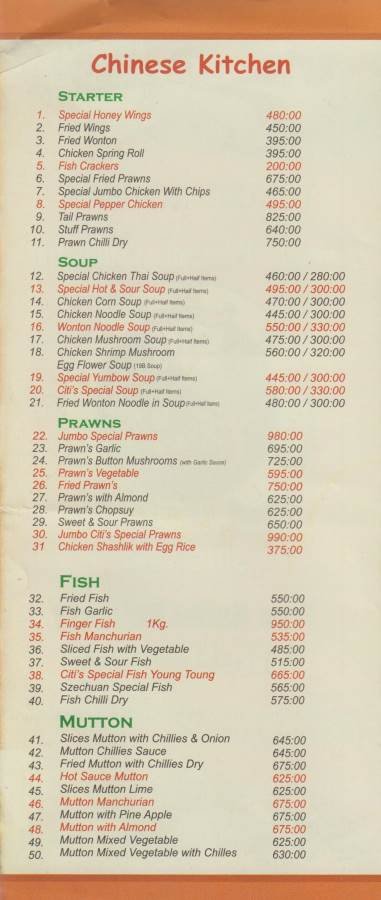 Chinese Kitchen
STARTER
1. Special Honey Wings 480:00
2. Fried Wings 450:00
3. Fried Wonton 395:00
4. Chicken Spring Roll 395:00
5. Fish Crackers 200:00
6. Special Fried Prawns 675:00
7. Special Jumbo Chicken With Chips 465:00
8. Special Pepper Chicken 495:00
9. Tail Prawns 825:00
10. Stuff Prawns 640:00
11. Prawn Chilli Dry 750:00
SOUP
12. Special Chicken Thai Soup (Full+Half Items) 460:00 / 280:00
13. Special Hot & Sour Soup (Full+Half Items) 495:00 / 300:00
14. Chicken Corn Soup (Full+Half Items) 470:00 / 300:00
15. Chicken Noodle Soup (Full+Half Items) 445:00 / 300:00
16. Wonton Noodle Soup (Full+Half Items) 550:00 / 330:00
17. Chicken Mushroom Soup (Full+Half Items) 475:00 / 300:00
18. Chicken Shrimp Mushroom 560:00 / 320:00
Egg Flower Soup (19B Soup)
19. Special Yumbow Soup (Full+Half Items) 445:00 / 300:00
20. Citi's Special Soup (Full+Half Items) 580:00 / 330:00
21. Fried Wonton Noodle in Soup (Full+Half Items) 480:00 / 300:00
PRAWNS
22. Jumbo Special Prawns 980:00
23. Prawn's Garlic 695:00
24. Prawn's Button Mushrooms (with Garlic Sauce) 725:00
25. Prawn's Vegetable 595:00
26. Fried Prawn's 750:00
27. Prawn's with Almond 625:00
28. Prawn's Chopsuy 625:00
29. Sweet & Sour Prawns 650:00
30. Jumbo Citi's Special Prawns 990:00
31 Chicken Shashlik with Egg Rice 375:00
FISH
32. Fried Fish 550:00
33. Fish Garlic 550:00
34. Finger Fish 1Kg. 950:00
35. Fish Manchurian 535:00
36. Sliced Fish with Vegetable 485:00
37. Sweet & Sour Fish 515:00
38. Citi's Special Fish Young Toung 665:00
39. Szechuan Special Fish 565:00
40. Fish Chilli Dry 575:00
MUTTON
41. Slices Mutton with Chillies & Onion 645:00
42. Mutton Chillies Sauce 645:00
43. Fried Mutton with Chillies Dry 675:00
44. Hot Sauce Mutton 625:00
45. Slices Mutton Lime 625:00
46. Mutton Manchurian 675:00
47. Mutton with Pine Apple 675:00
48. Mutton with Almond 675:00
49. Mutton Mixed Vegetable 625:00
50. Mutton Mixed Vegetable with Chilles 630:00